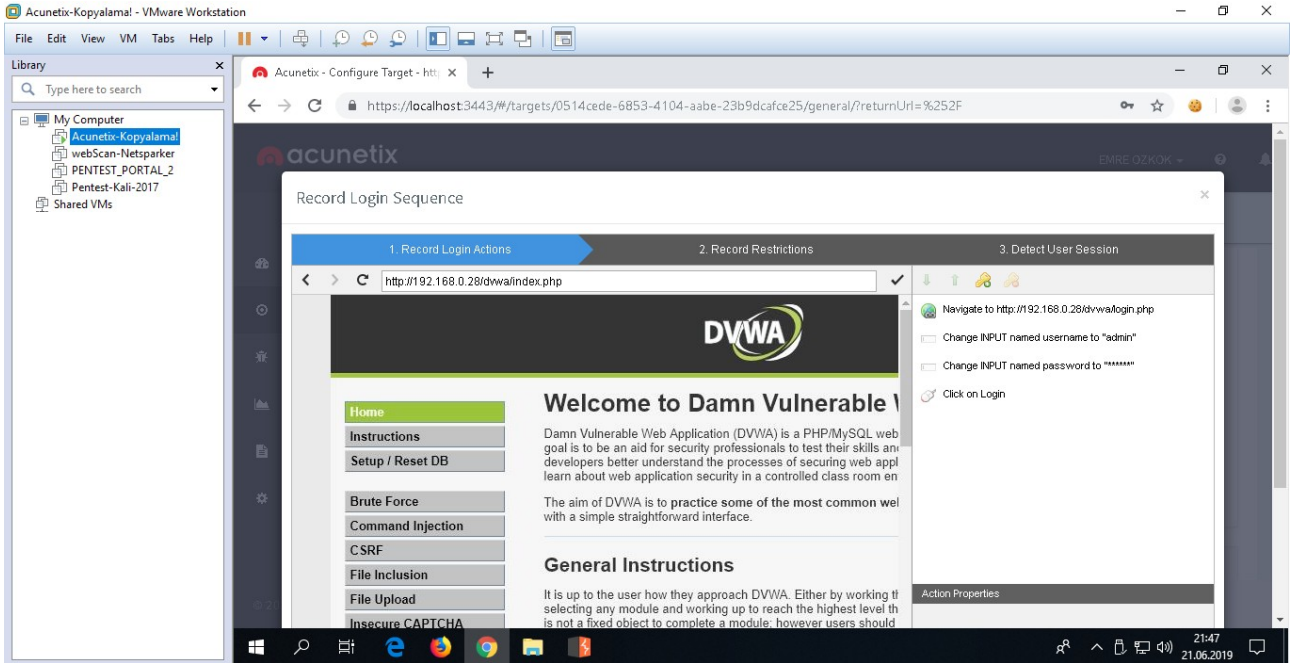 Acunetix-Kopyalama! - VMware Workstation
File Edit View VM Tabs Help
Library
Type here to search
My Computer
Acunetix-Kopyalama!
webScan-Netsparker
PENTEST_PORTAL_2
Pentest-Kali-2017
Shared VMs
Acunetix - Configure Target - htt
https://localhost:3443/#/targets/0514cede-6853-4104-aabe-23b9dcafce25/general/?returnUrl=%252F
acunetix
EMRE OZKOK
Record Login Sequence
1. Record Login Actions
2. Record Restrictions
3. Detect User Session
http://192.168.0.28/dvwa/index.php
DVWA
Home
Instructions
Setup / Reset DB
Brute Force
Command Injection
CSRF
File Inclusion
File Upload
Insecure CAPTCHA
Welcome to Damn Vulnerable
Damn Vulnerable Web Application (DVWA) is a PHP/MySQL web
goal is to be an aid for security professionals to test their skills and
developers better understand the processes of securing web appl
learn about web application security in a controlled class room en
The aim of DVWA is to practice some of the most common wel
with a simple straightforward interface.
General Instructions
It is up to the user how they approach DVWA. Either by working th
selecting any module and working up to reach the highest level th
is not a fixed object to complete a module; however users should
Navigate to http://192.168.0.28/dvwa/login.php
Change INPUT named username to "admin"
Change INPUT named password to "******"
Click on Login
Action Properties
© 20
21:47
21.06.2019